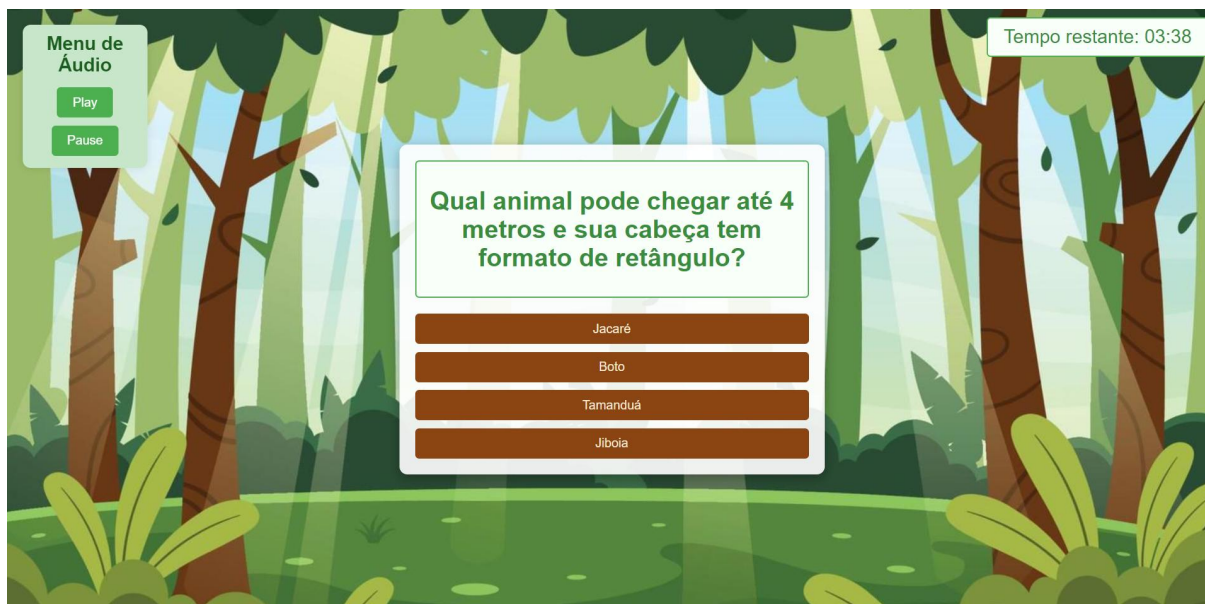 Menu de
Áudio
Play
Pause
Tempo restante: 03:38
Qual animal pode chegar até 4
metros e sua cabeça tem
formato de retângulo?
Jacaré
Boto
Tamanduá
Jiboia